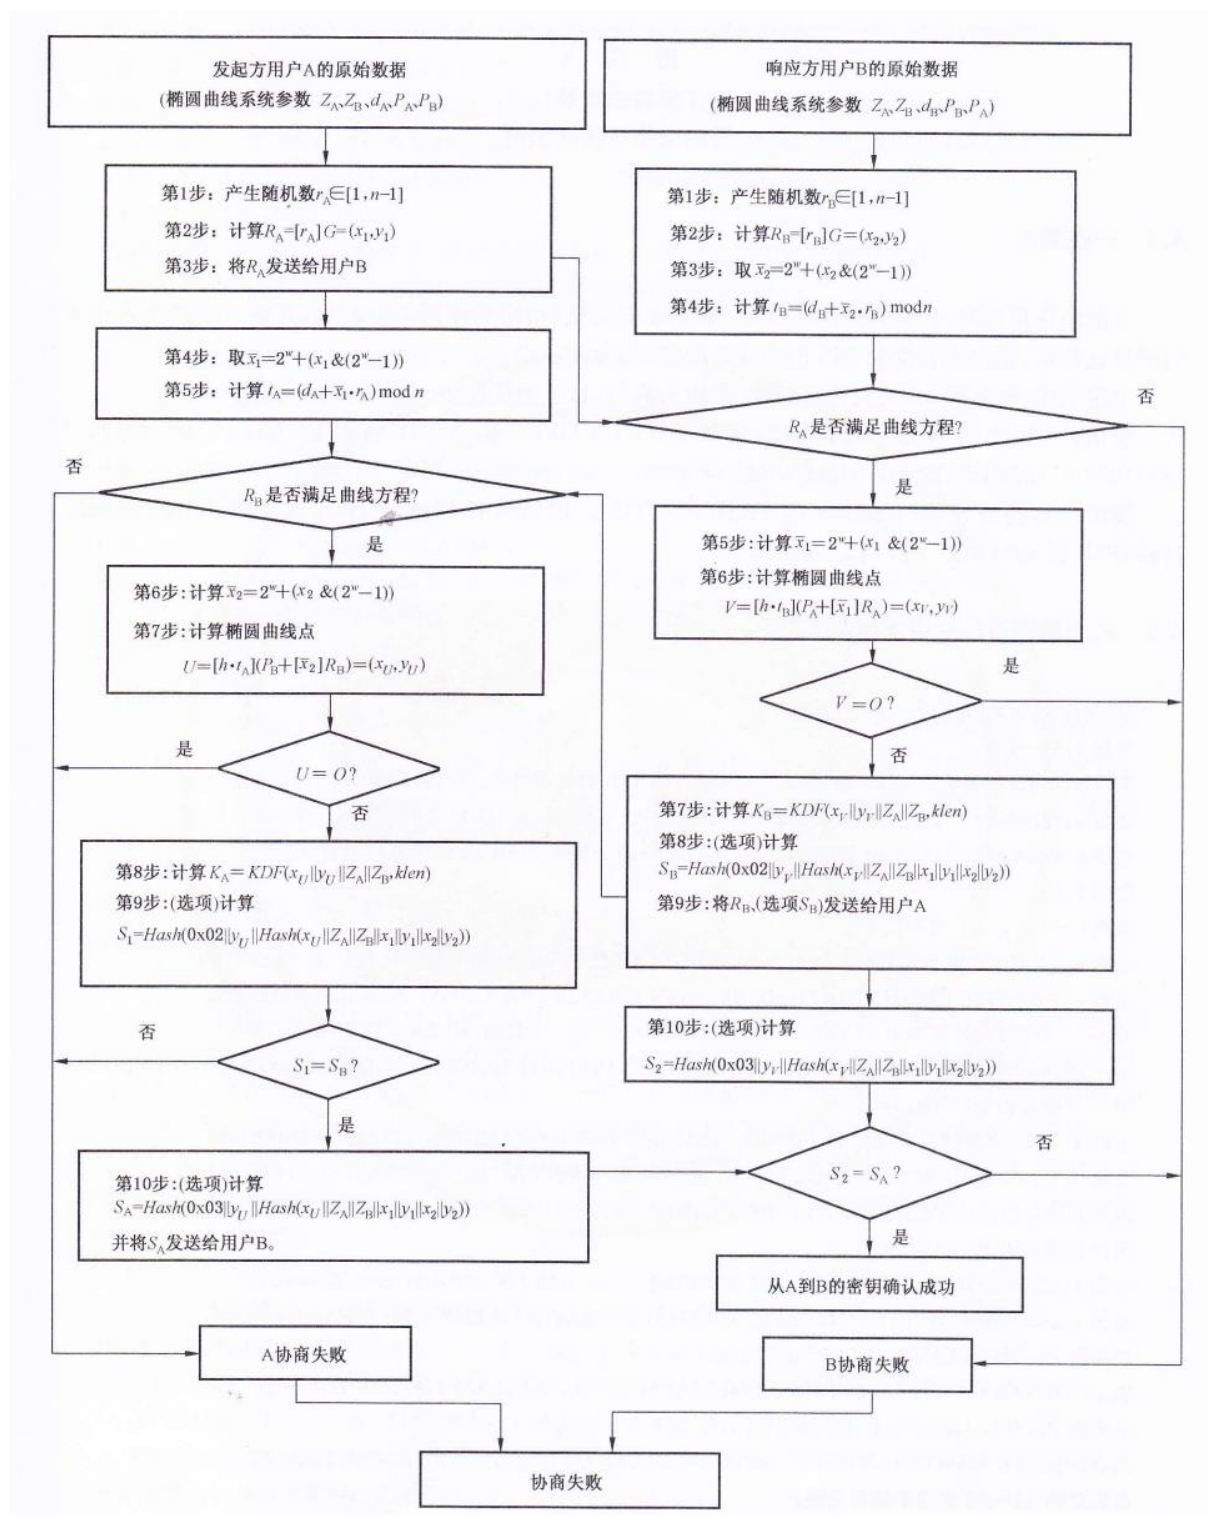 发起方用户A的原始数据
(椭圆曲线系统参数 Z_A、Z_B、d_A、P_A、P_B)
第1步：产生随机数r_A∈[1,n−1]
第2步：计算R_A=[r_A]G=(x_1,y_1)
第3步：将R_A发送给用户B
第4步：取x̄_1=2^w+(x_1&(2^w−1))
第5步：计算t_A=(d_A+x̄_1·r_A) mod n
否
R_B是否满足曲线方程?
是
第6步:计算x̄_2=2^w+(x_2 &(2^w−1))
第7步:计算椭圆曲线点
U=[h·t_A](P_B+[x̄_2]R_B)=(x_U,y_U)
是
U=O?
否
第8步:计算K_A=KDF(x_U||y_U||Z_A||Z_B,klen)
第9步:(选项)计算
S_1=Hash(0x02||y_U||Hash(x_U||Z_A||Z_B||x_1||y_1||x_2||y_2))
否
S_1=S_B?
是
第10步:(选项)计算
S_A=Hash(0x03||y_U||Hash(x_U||Z_A||Z_B||x_1||y_1||x_2||y_2))
并将S_A发送给用户B。
A协商失败
响应方用户B的原始数据
(椭圆曲线系统参数 Z_A、Z_B、d_B、P_B、P_A)
第1步：产生随机数r_B∈[1,n−1]
第2步：计算R_B=[r_B]G=(x_2,y_2)
第3步：取x̄_2=2^w+(x_2&(2^w−1))
第4步：计算t_B=(d_B+x̄_2·r_B) mod n
否
R_A是否满足曲线方程?
是
第5步:计算x̄_1=2^w+(x_1 &(2^w−1))
第6步:计算椭圆曲线点
V=[h·t_B](P_A+[x̄_1]R_A)=(x_V,y_V)
是
V=O?
否
第7步:计算K_B=KDF(x_V||y_V||Z_A||Z_B,klen)
第8步:(选项)计算
S_B=Hash(0x02||y_V||Hash(x_V||Z_A||Z_B||x_1||y_1||x_2||y_2))
第9步:将R_B、(选项S_B)发送给用户A
第10步:(选项)计算
S_2=Hash(0x03||y_V||Hash(x_V||Z_A||Z_B||x_1||y_1||x_2||y_2))
否
S_2=S_A?
是
从A到B的密钥确认成功
B协商失败
协商失败